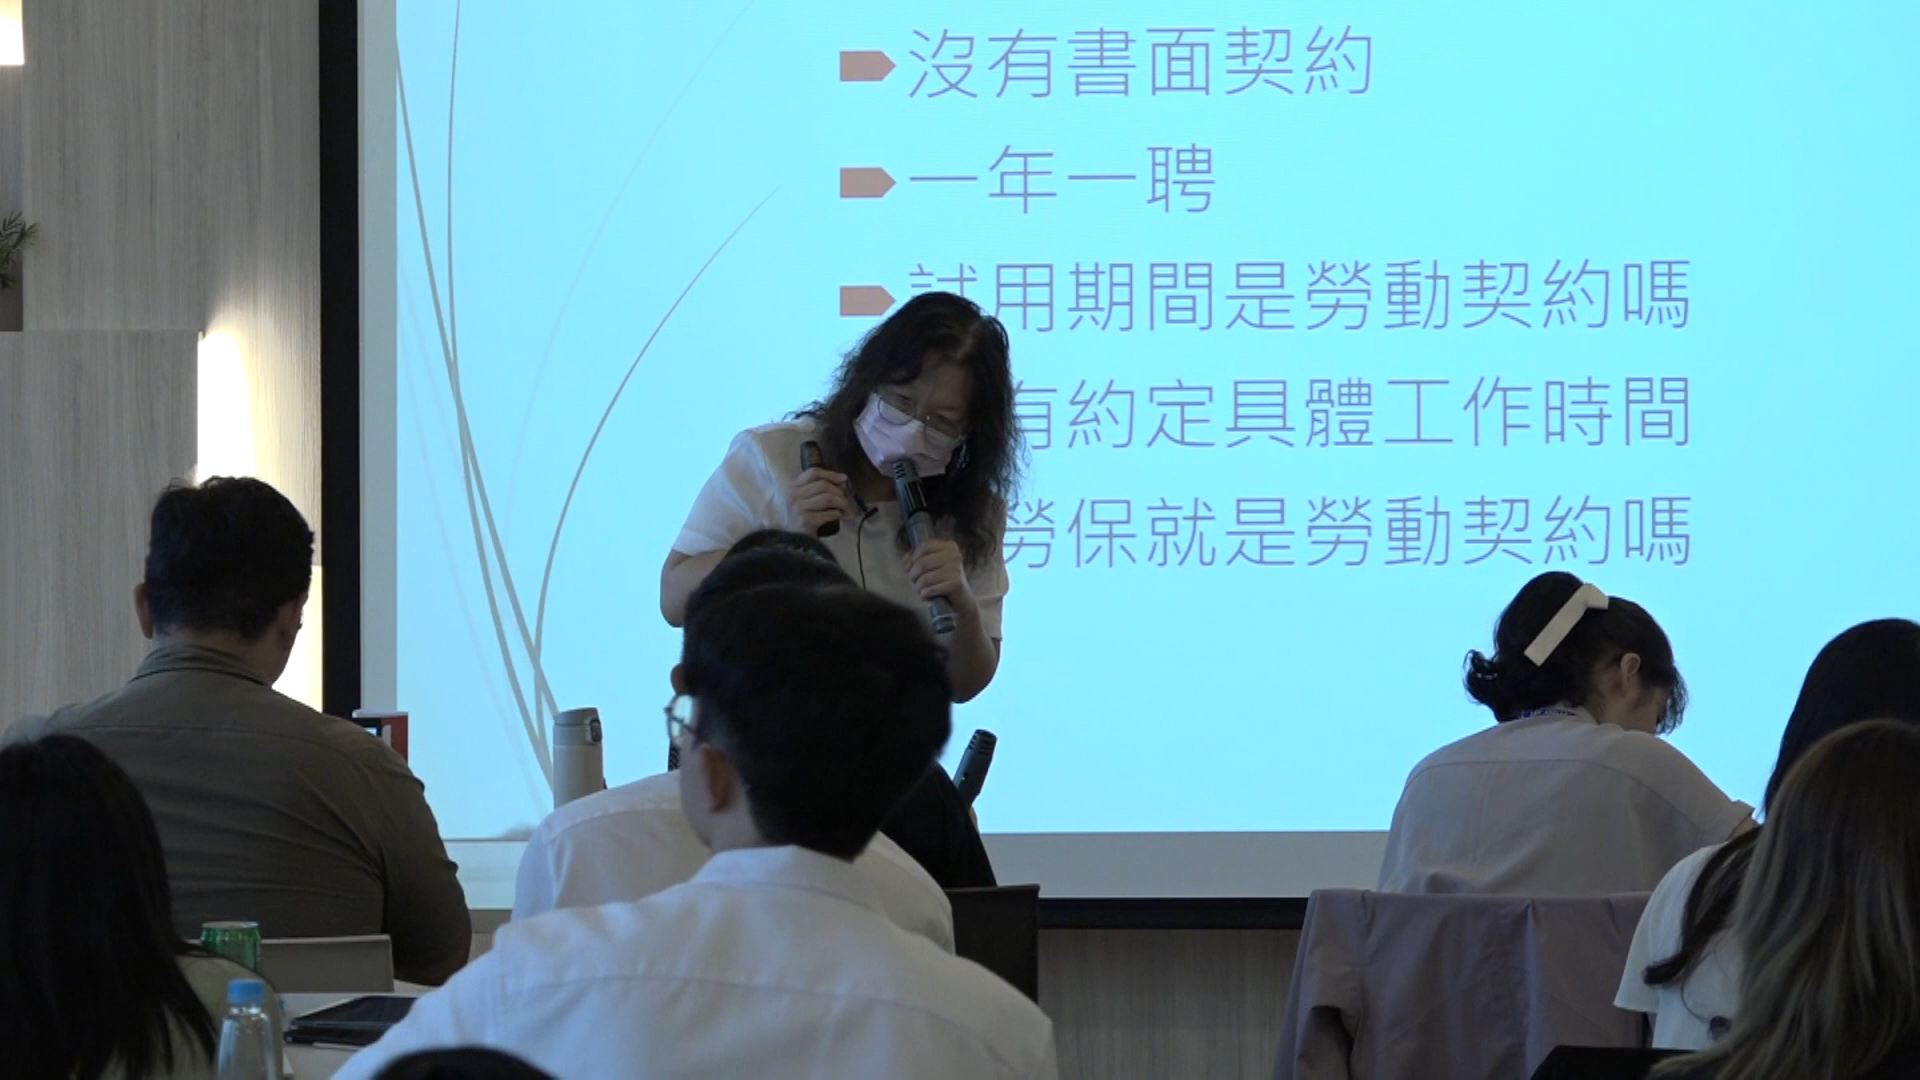 沒有書面契約
一年一聘
試用期間是勞動契約嗎
有約定具體工作時間
勞保就是勞動契約嗎